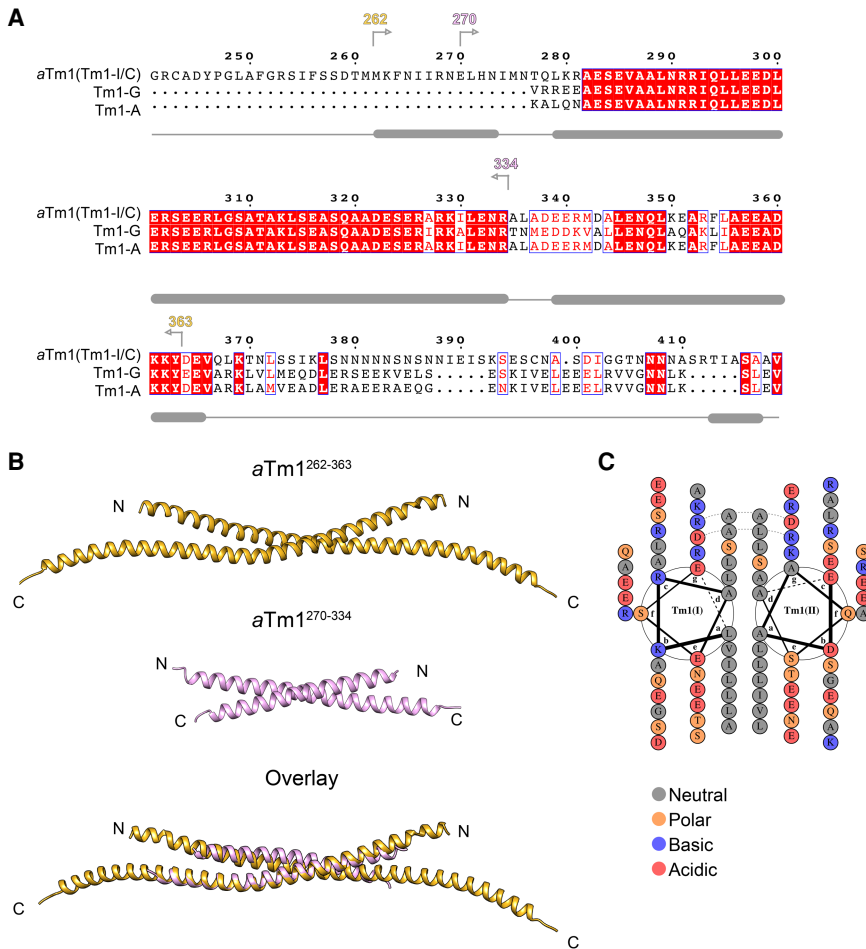 A
262 270
250 260 270 280 290 300
aTm1(Tm1-I/C) GRCADYPGLAFGRSIFSSDTMMKFNIIRNELHNIMNTQLKRAESEVAALNRRIQLLEEDL
Tm1-G ....................................VRREEAESEVAALNRRIQLLEEDL
Tm1-A ....................................KALQNAESEVAALNRRIQLLEEDL
334
310 320 330 340 350 360
aTm1(Tm1-I/C) ERSEERLGSATAKLSEASQAADESERARKILENRALADEERMDALENQLKEARFLAEEAD
Tm1-G ERSEERLGSATAKLSEASQAADESERIRKALENRTNMEDDKVALLENQLAQAKLIAEEAD
Tm1-A ERSEERLGSATAKLSEASQAADESERARKILENRALADEERMDALENQLKEARFLAEEAD
363
370 380 390 400 410
aTm1(Tm1-I/C) KKYDEVQLKTNLSSIKLSNNNNNSNSNNIEISKSESCNA.SDIGGTNNNNASRTIASAAV
Tm1-G KKYEEVARKLVLMEQDLERSEEKVELS.....ESKIVELEEELRVVGNNLK.....SLEV
Tm1-A KKYDEVARKLAMVEADLERAEERAEQG.....ENKIVELEEELRVVGNNLK.....SLEV
B
aTm1262-363
N N
C C
aTm1270-334
N N
C C
Overlay
N N
C C
C
Q A E E R S
E E S R L A R
K A Q E G S D
A K R D R E
E N E E T S
A A S L L A
L V I L L L A
A L L S A A
A L L L I V L
E R D R K A
S T E E N E
R A L R S E E
D S G E Q A K
S R E E A Q
g c d f a b e
Tm1(I)
g c d f a b e
Tm1(II)
Neutral
Polar
Basic
Acidic